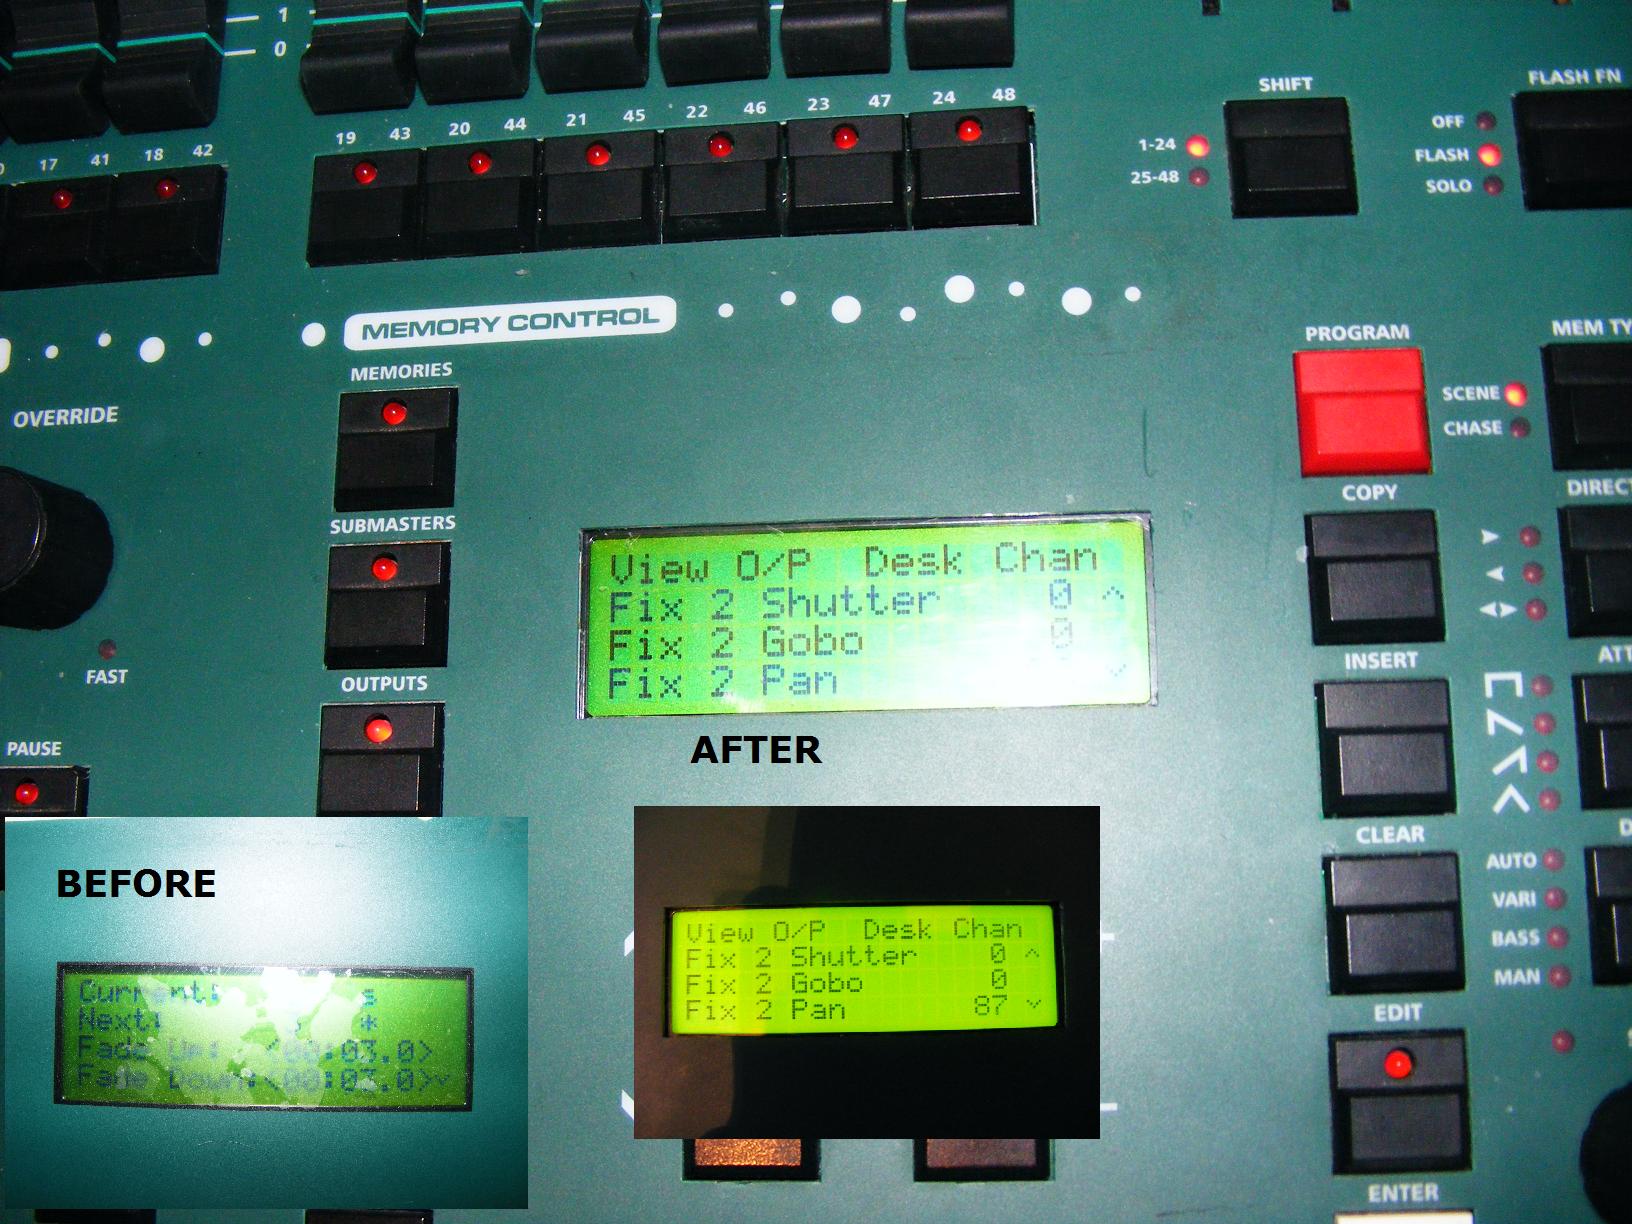 1
0
19 43 20 44 21 45 22 46 23 47 24 48
17 41 18 42
SHIFT
FLASH FN
1-24
25-48
OFF
FLASH
SOLO
MEMORY CONTROL
MEMORIES
OVERRIDE
SUBMASTERS
FAST
OUTPUTS
PAUSE
PROGRAM
MEM TY
SCENE
CHASE
COPY
DIRECT
INSERT
ATT
CLEAR
AUTO
VARI
BASS
MAN
EDIT
ENTER
View O/P Desk Chan
Fix 2 Shutter 0 ^
Fix 2 Gobo 0
Fix 2 Pan
AFTER
View O/P Desk Chan
Fix 2 Shutter 0 ^
Fix 2 Gobo 0
Fix 2 Pan 87
BEFORE
Current: s
Next: *
Fade Up: <00:03.0>
Fade Down:<00:03.0>